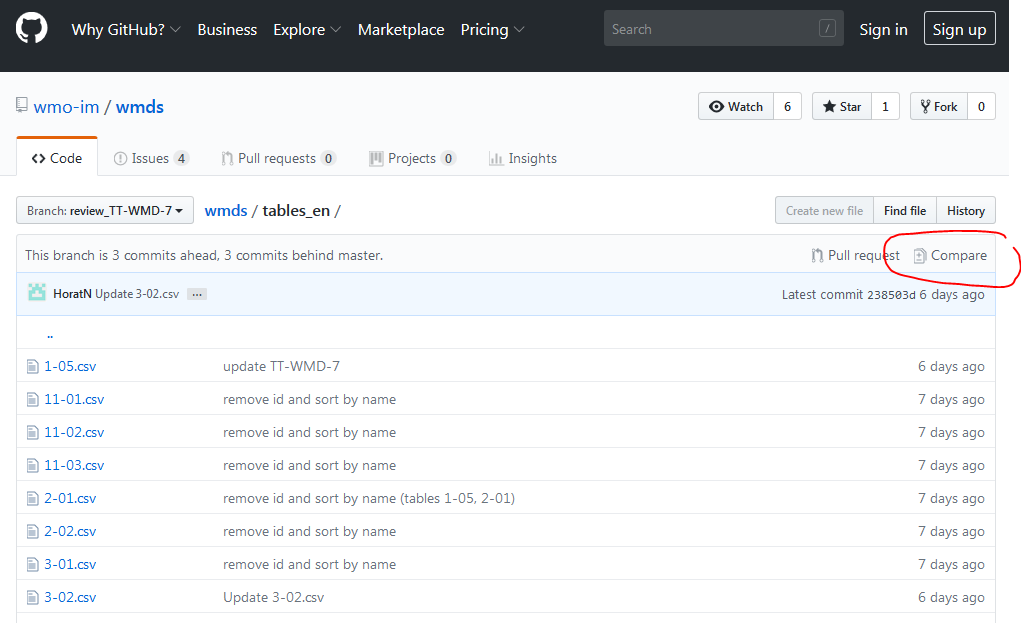 Why GitHub? Business Explore Marketplace Pricing Search / Sign in Sign up
wmo-im / wmds Watch 6 Star 1 Fork 0
Code Issues 4 Pull requests 0 Projects 0 Insights
Branch: review_TT-WMD-7 wmds / tables_en / Create new file Find file History
This branch is 3 commits ahead, 3 commits behind master. Pull request Compare
HoratN Update 3-02.csv ... Latest commit 238503d 6 days ago
..
1-05.csv update TT-WMD-7 6 days ago
11-01.csv remove id and sort by name 7 days ago
11-02.csv remove id and sort by name 7 days ago
11-03.csv remove id and sort by name 7 days ago
2-01.csv remove id and sort by name (tables 1-05, 2-01) 7 days ago
2-02.csv remove id and sort by name 7 days ago
3-01.csv remove id and sort by name 7 days ago
3-02.csv Update 3-02.csv 6 days ago